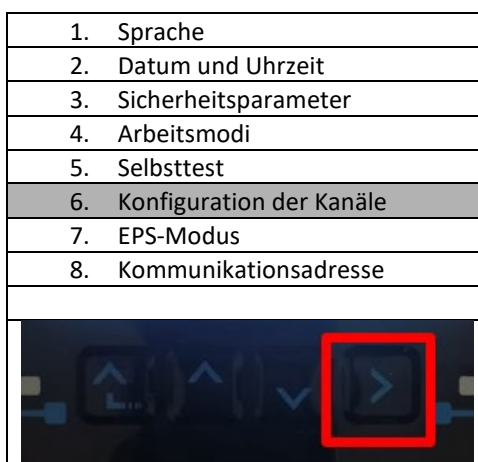 1. Sprache
2. Datum und Uhrzeit
3. Sicherheitsparameter
4. Arbeitsmodi
5. Selbsttest
6. Konfiguration der Kanäle
7. EPS-Modus
8. Kommunikationsadresse